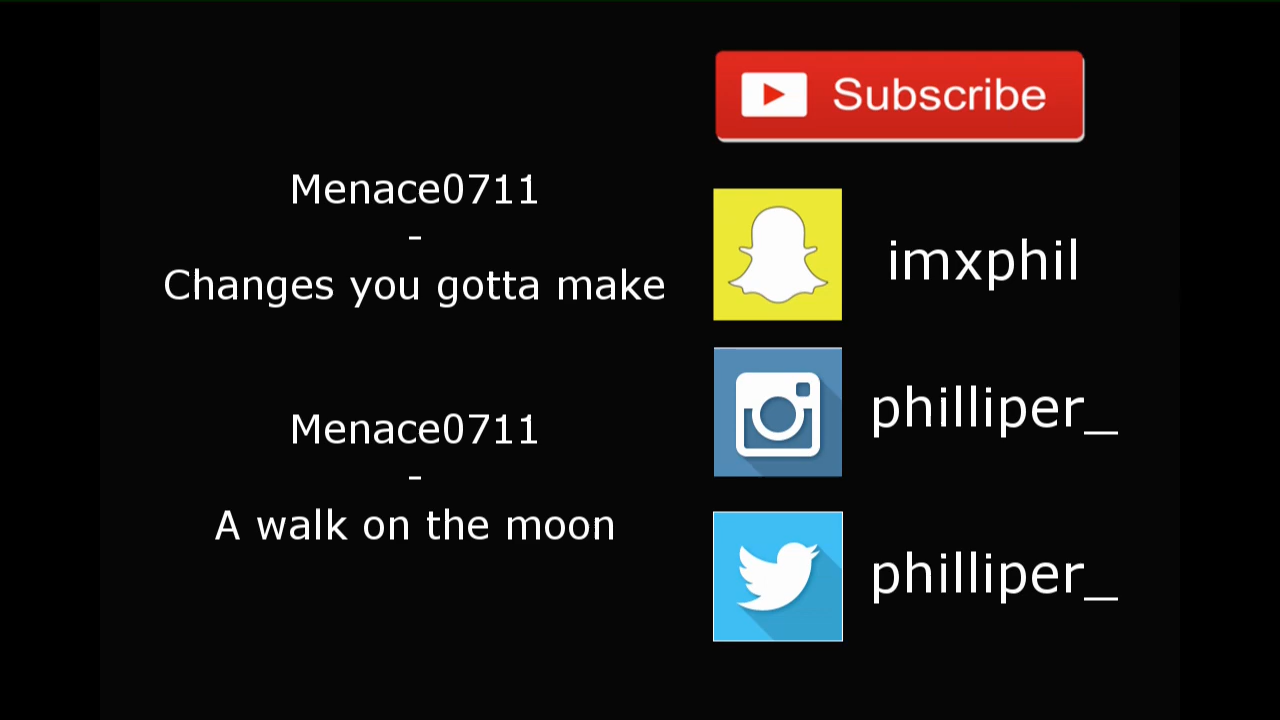 Subscribe
Menace0711
-
Changes you gotta make
Menace0711
-
A walk on the moon
imxphil
philliper_
philliper_